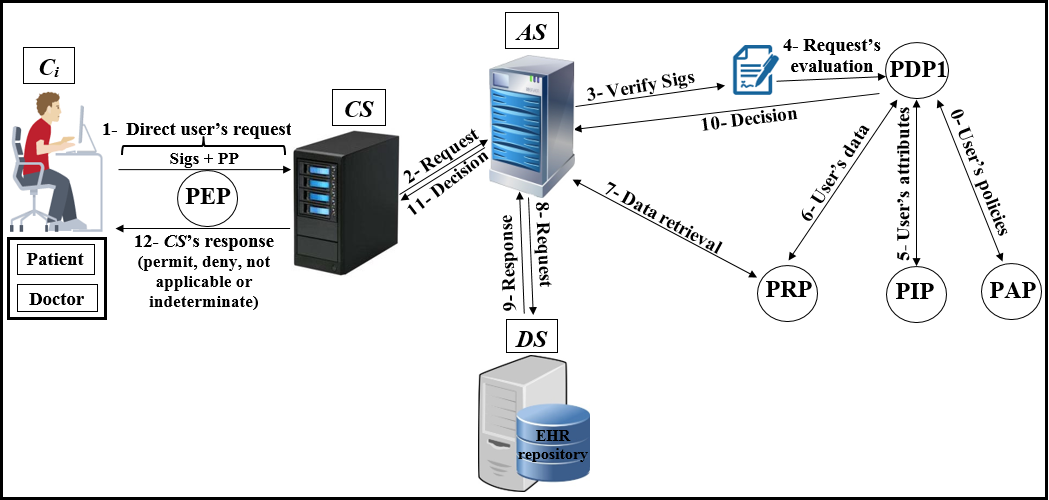 C i
Patient
Doctor
1- Direct user's request
Sigs + PP
PEP
12- CS's response
(permit, deny, not
applicable or
indeterminate)
CS
2- Request
11- Decision
AS
3- Verify Sigs
4- Request's
evaluation
PDP1
10- Decision
7- Data retrieval
6- User's data
5- User's attributes
0- User's policies
PRP
PIP
PAP
8- Request
9- Response
DS
EHR
repository